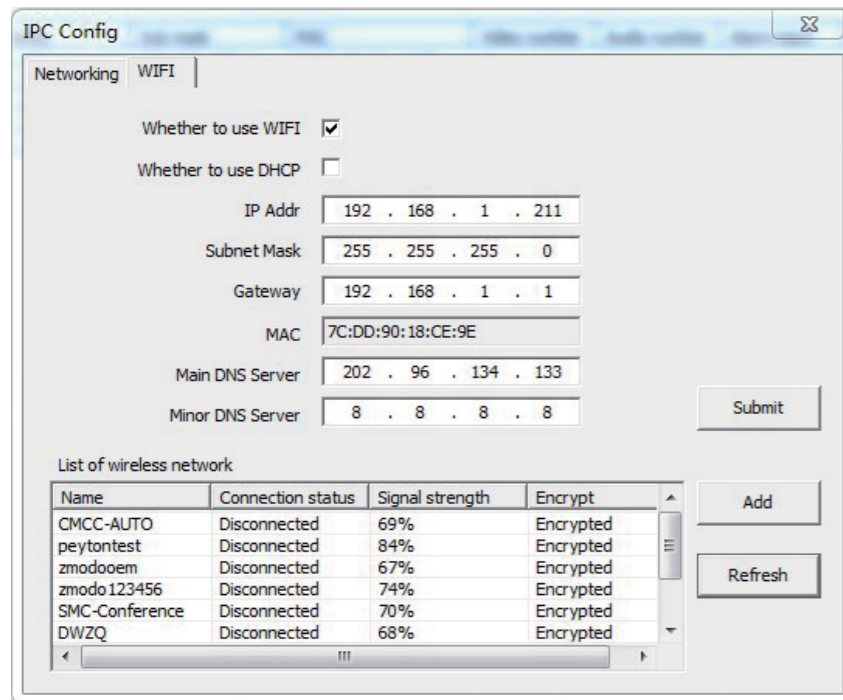 IPC Config
Networking WIFI
Whether to use WIFI
Whether to use DHCP
IP Addr 192 . 168 . 1 . 211
Subnet Mask 255 . 255 . 255 . 0
Gateway 192 . 168 . 1 . 1
MAC 7C:DD:90:18:CE:9E
Main DNS Server 202 . 96 . 134 . 133
Minor DNS Server 8 . 8 . 8 . 8
Submit
List of wireless network
Name Connection status Signal strength Encrypt
Add
CMCC-AUTO Disconnected 69% Encrypted
peytontest Disconnected 84% Encrypted
zmodooem Disconnected 67% Encrypted
Refresh
zmodo123456 Disconnected 74% Encrypted
SMC-Conference Disconnected 70% Encrypted
DWZQ Disconnected 68% Encrypted